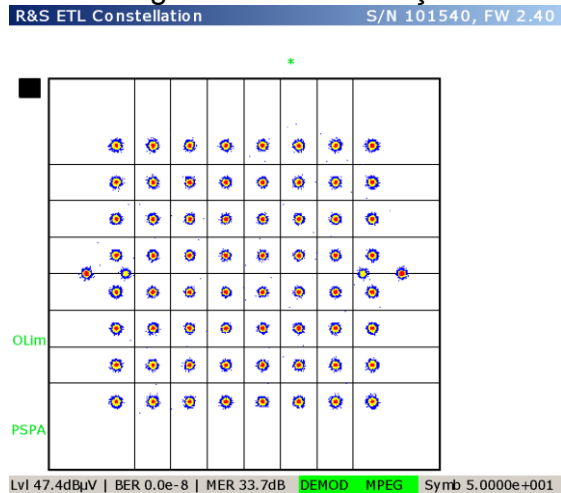 R&S ETL Constellation S/N 101540, FW 2.40
*
OLim
PSPA
Lvl 47.4dBµV | BER 0.0e-8 | MER 33.7dB DEMOD MPEG Symb 5.0000e+001